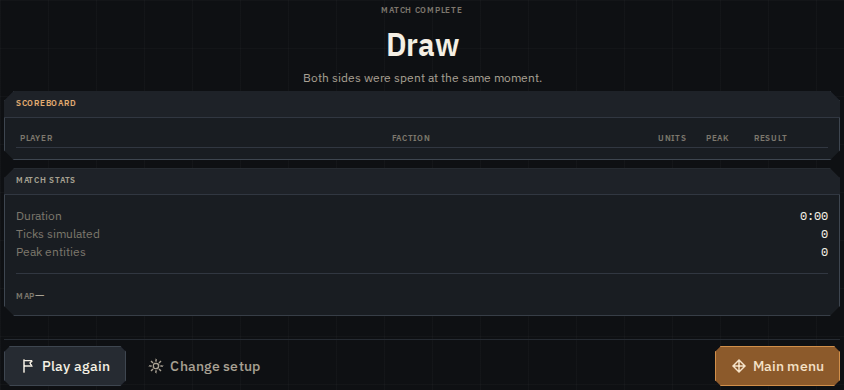 MATCH COMPLETE
Draw
Both sides were spent at the same moment.
SCOREBOARD
PLAYER FACTION UNITS PEAK RESULT
MATCH STATS
Duration 0:00
Ticks simulated 0
Peak entities 0
MAP—
Play again Change setup Main menu